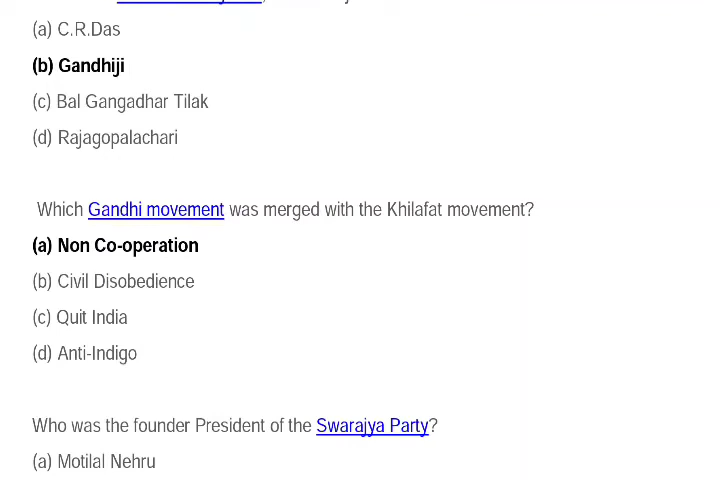 (a) C.R.Das
(b) Gandhiji
(c) Bal Gangadhar Tilak
(d) Rajagopalachari
Which Gandhi movement was merged with the Khilafat movement?
(a) Non Co-operation
(b) Civil Disobedience
(c) Quit India
(d) Anti-Indigo
Who was the founder President of the Swarajya Party?
(a) Motilal Nehru